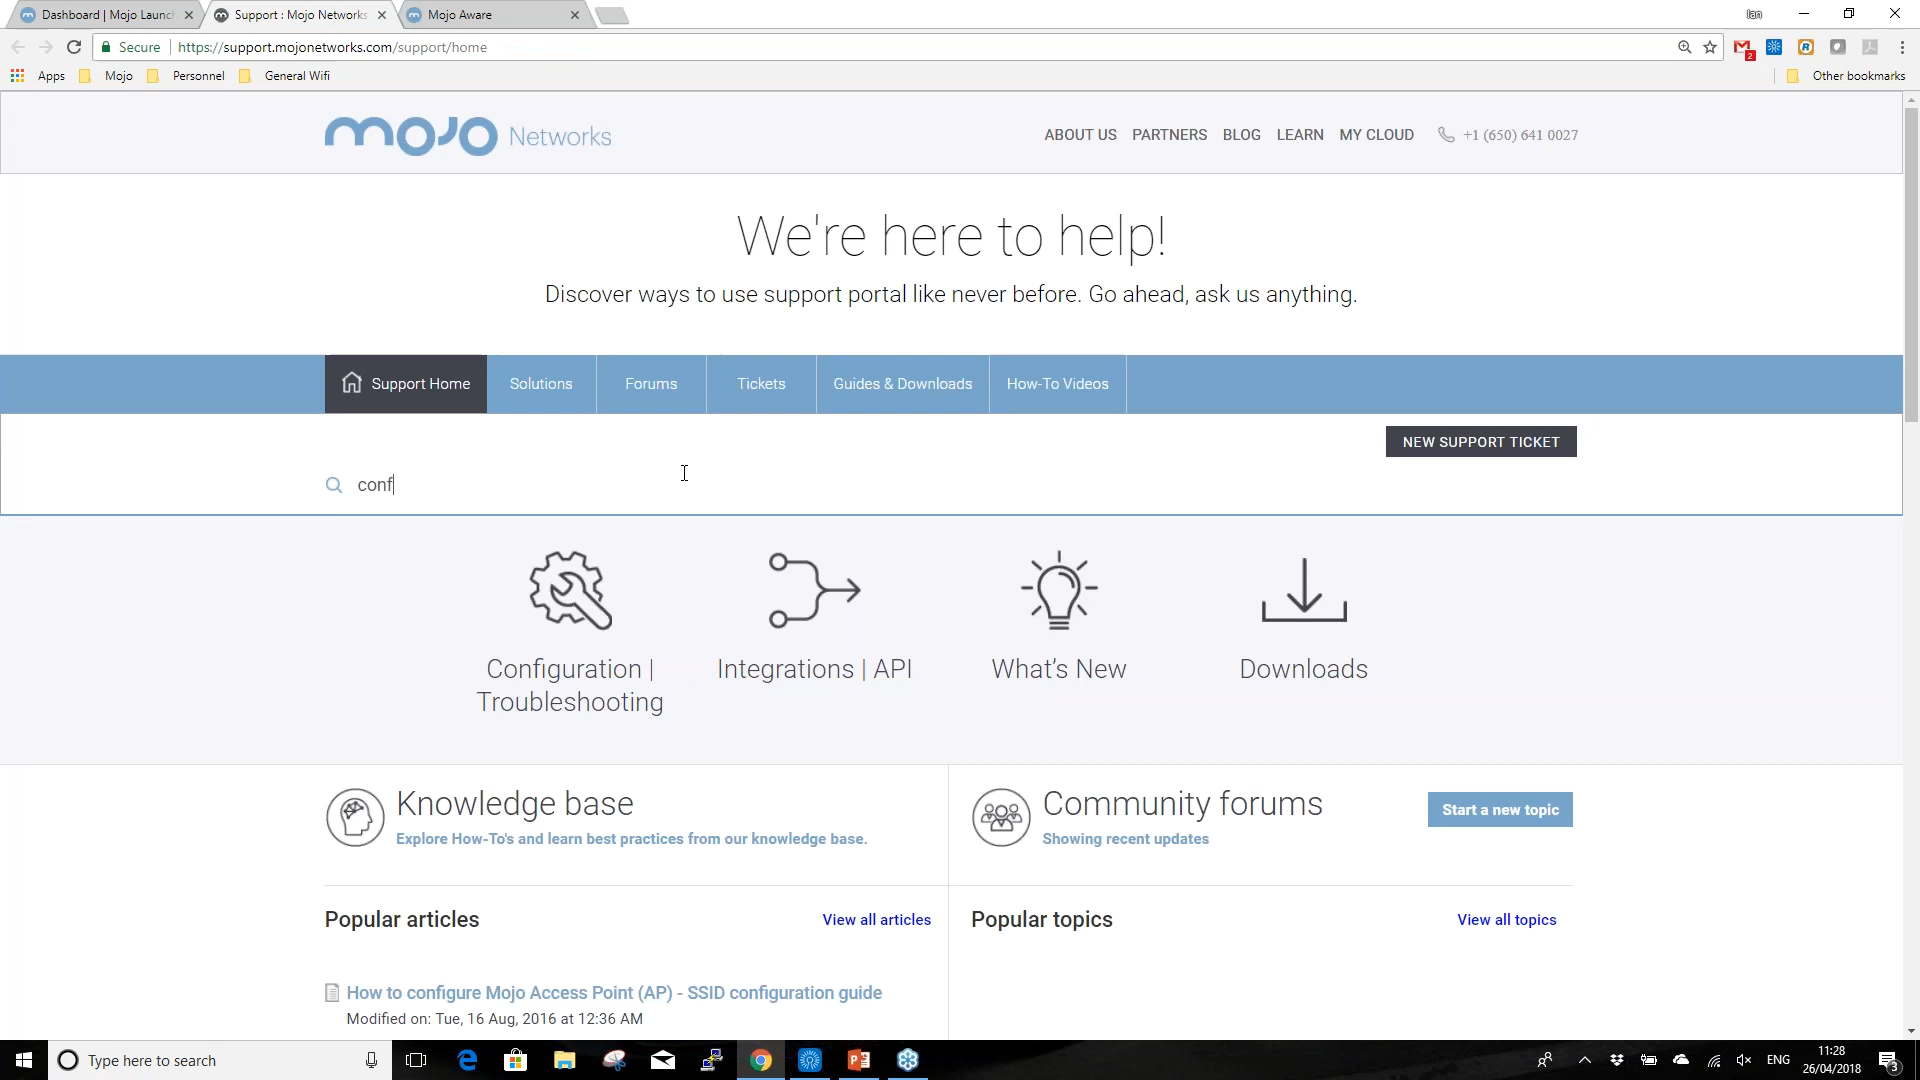 Dashboard | Mojo Launc
Support : Mojo Networks
Mojo Aware
Ian
Secure
https://support.mojonetworks.com/support/home
2
Apps
Mojo
Personnel
General Wifi
Other bookmarks
mojo Networks
ABOUT US
PARTNERS
BLOG
LEARN
MY CLOUD
+1 (650) 641 0027
We're here to help!
Discover ways to use support portal like never before. Go ahead, ask us anything.
Support Home
Solutions
Forums
Tickets
Guides & Downloads
How-To Videos
NEW SUPPORT TICKET
conf
Configuration |
Troubleshooting
Integrations | API
What's New
Downloads
Knowledge base
Explore How-To's and learn best practices from our knowledge base.
Community forums
Showing recent updates
Start a new topic
Popular articles
View all articles
Popular topics
View all topics
How to configure Mojo Access Point (AP) - SSID configuration guide
Modified on: Tue, 16 Aug, 2016 at 12:36 AM
Type here to search
ENG
11:28
26/04/2018
3